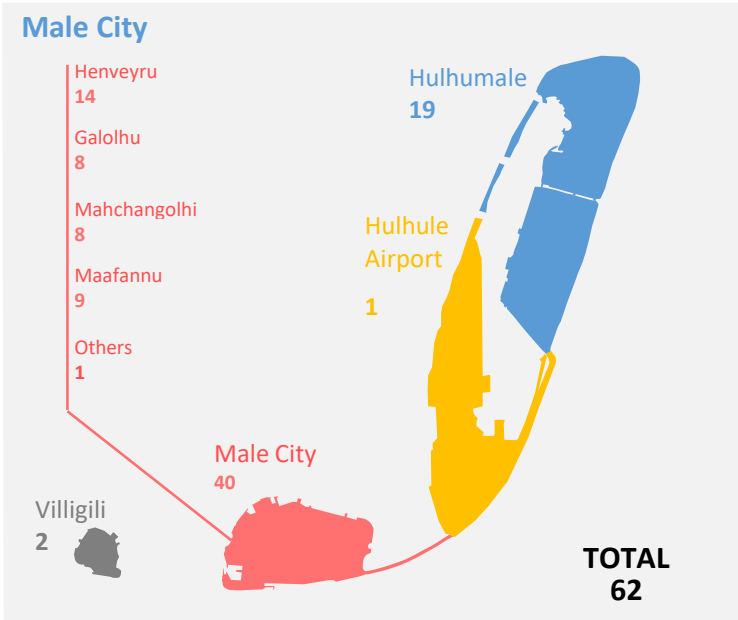 Male City
Henveyru
14
Galolhu
8
Mahchangolhi
8
Maafannu
9
Others
1
Hulhumale
19
Hulhule
Airport
1
Male City
40
Villigili
2
TOTAL
62